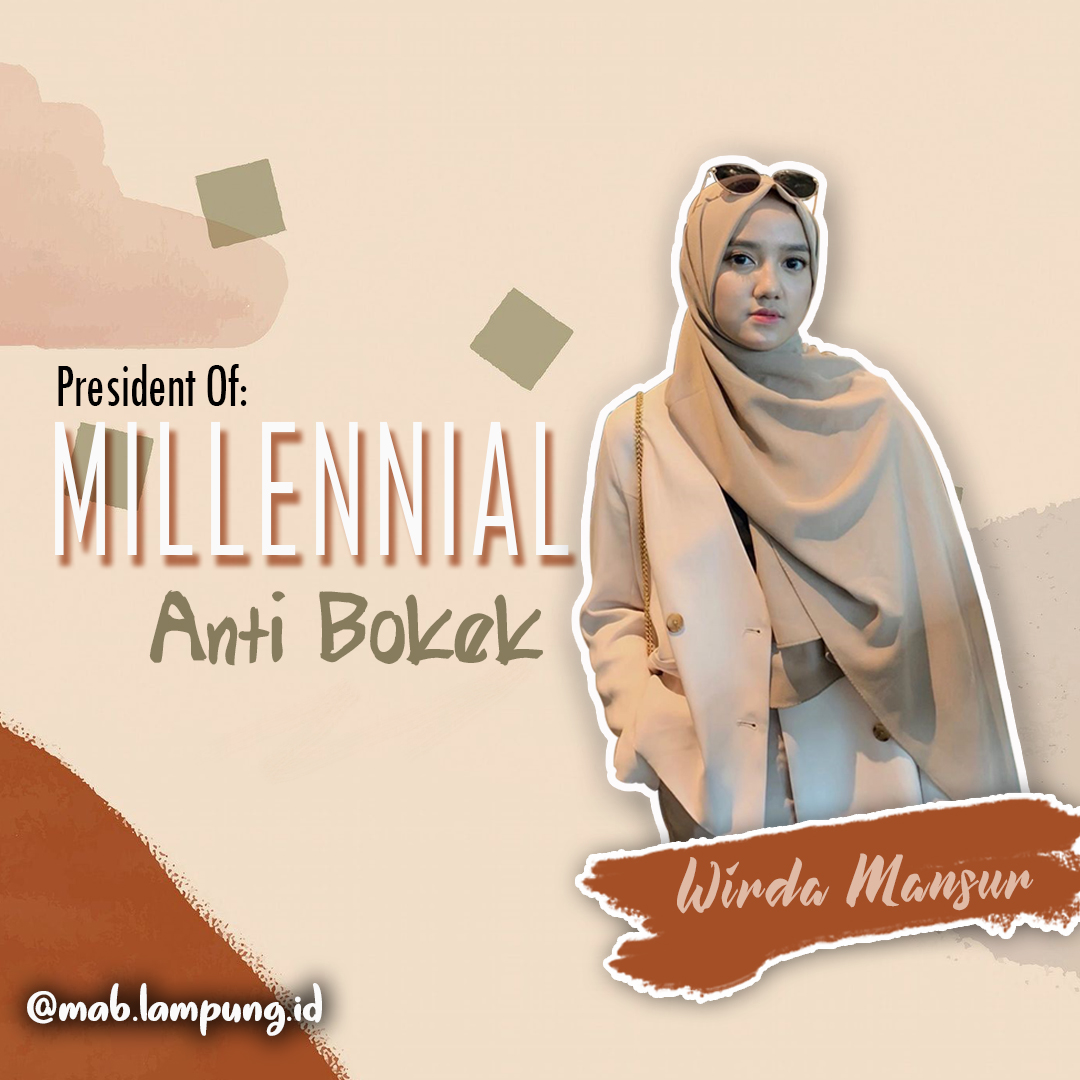 President Of:
MILLENNIAL
Anti Bokek
Wirda Mansur
@mab.lampung.id